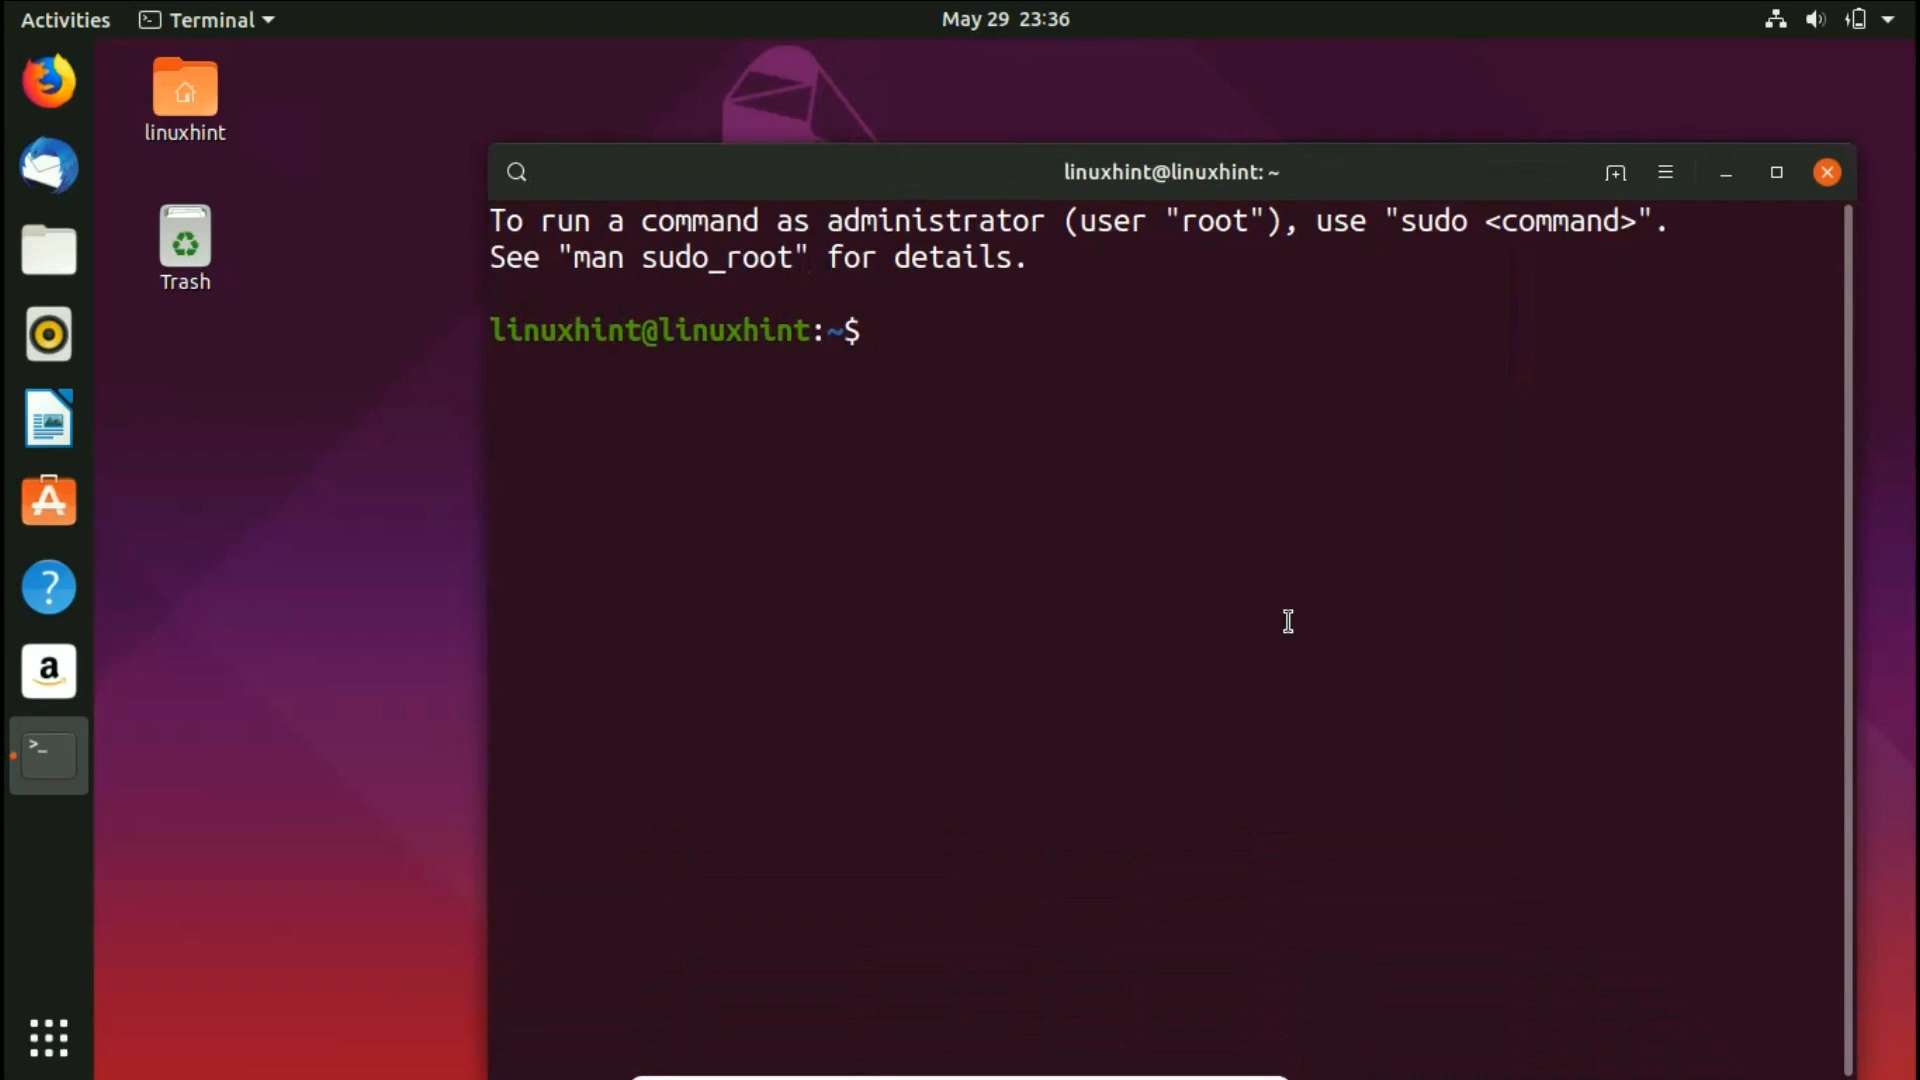 Activities Terminal May 29 23:36
linuxhint
Trash
linuxhint@linuxhint: ~
To run a command as administrator (user "root"), use "sudo <command>".
See "man sudo_root" for details.
linuxhint@linuxhint:~$